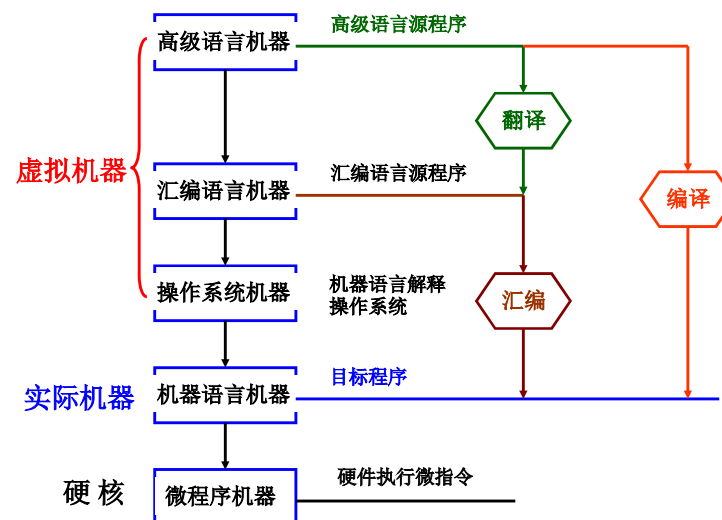 高级语言源程序
高级语言机器
翻译
虚拟机器
汇编语言机器
汇编语言源程序
编译
操作系统机器
机器语言解释
操作系统
汇编
实际机器
机器语言机器
目标程序
硬 核
微程序机器
硬件执行微指令